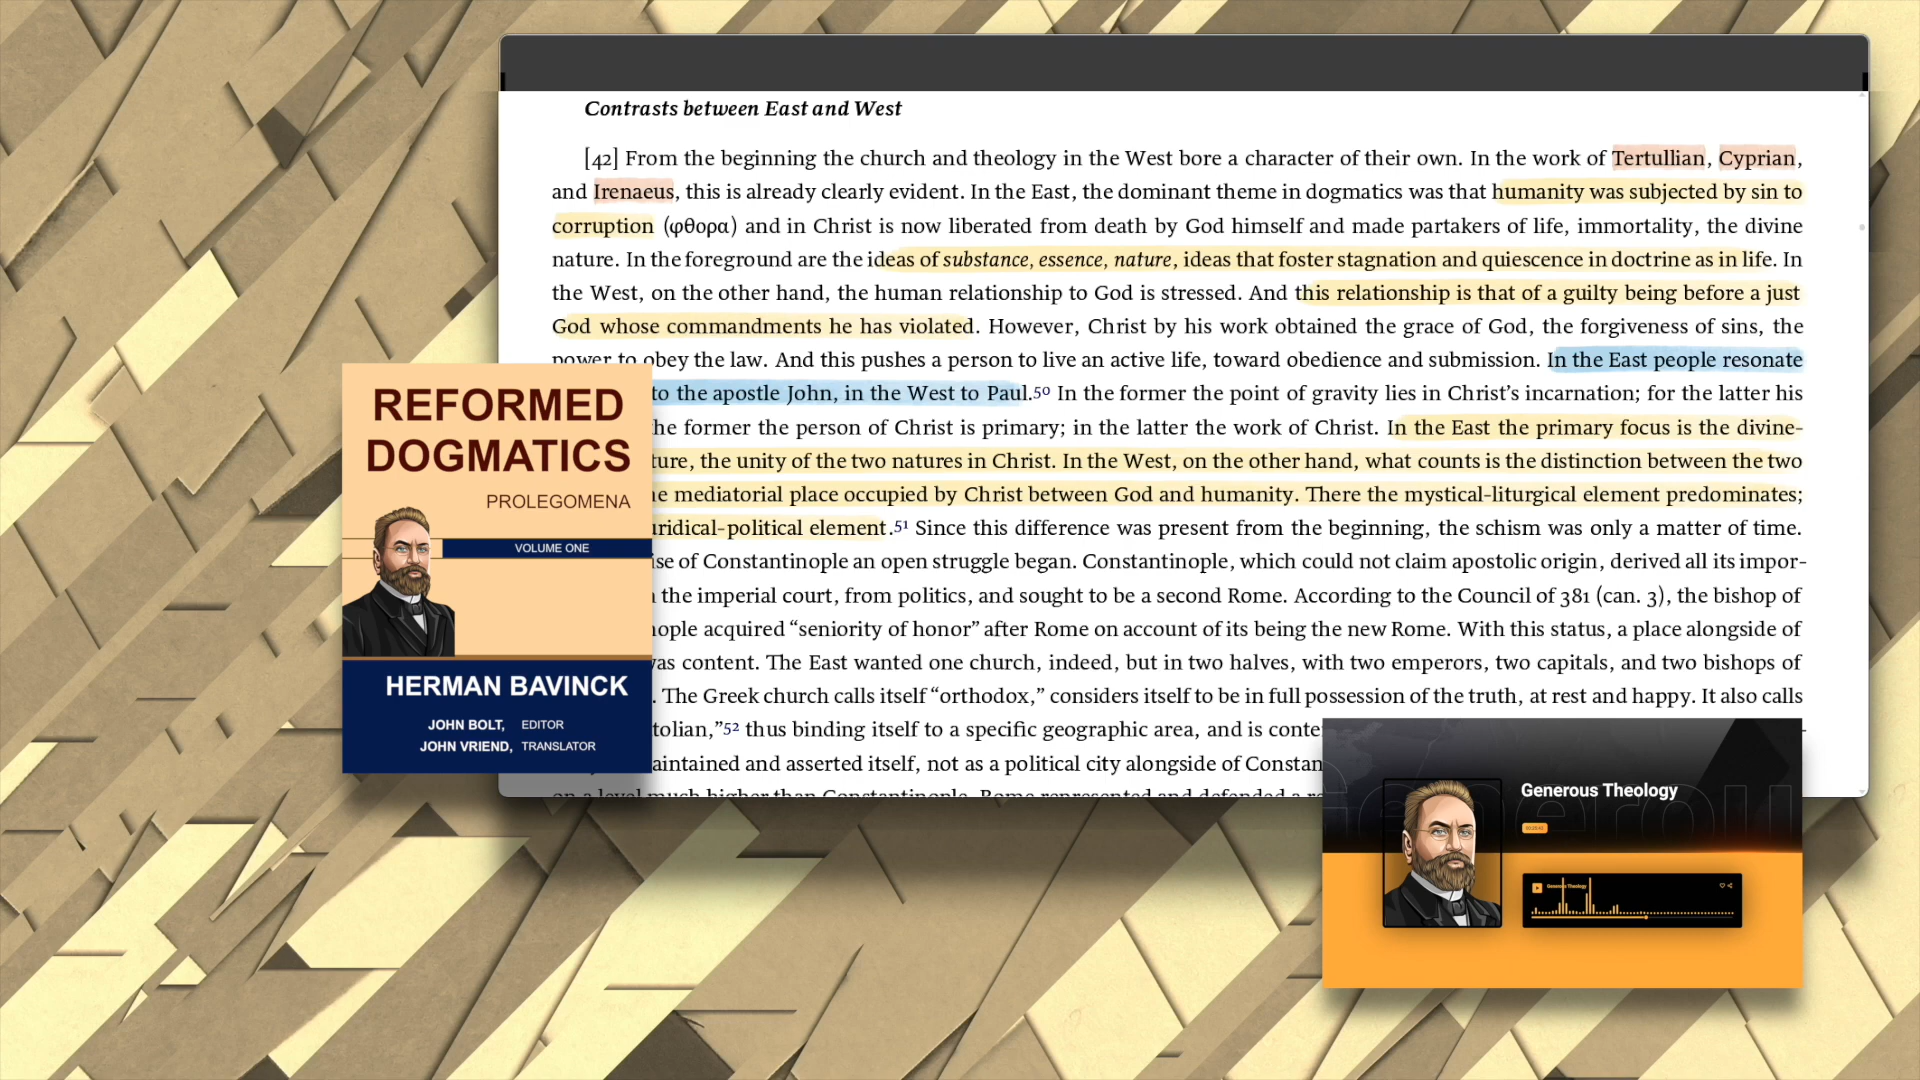 Contrasts between East and West
[42] From the beginning the church and theology in the West bore a character of their own. In the work of Tertullian, Cyprian,
and Irenaeus, this is already clearly evident. In the East, the dominant theme in dogmatics was that humanity was subjected by sin to
corruption (φθορα) and in Christ is now liberated from death by God himself and made partakers of life, immortality, the divine
nature. In the foreground are the ideas of substance, essence, nature, ideas that foster stagnation and quiescence in doctrine as in life. In
the West, on the other hand, the human relationship to God is stressed. And this relationship is that of a guilty being before a just
God whose commandments he has violated. However, Christ by his work obtained the grace of God, the forgiveness of sins, the
power to obey the law. And this pushes a person to live an active life, toward obedience and submission. In the East people resonate
to the apostle John, in the West to Paul.50 In the former the point of gravity lies in Christ's incarnation; for the latter his
the former the person of Christ is primary; in the latter the work of Christ. In the East the primary focus is the divine-
ture, the unity of the two natures in Christ. In the West, on the other hand, what counts is the distinction between the two
e mediatorial place occupied by Christ between God and humanity. There the mystical-liturgical element predominates;
uridical-political element.51 Since this difference was present from the beginning, the schism was only a matter of time.
ise of Constantinople an open struggle began. Constantinople, which could not claim apostolic origin, derived all its impor-
the imperial court, from politics, and sought to be a second Rome. According to the Council of 381 (can. 3), the bishop of
nople acquired “seniority of honor” after Rome on account of its being the new Rome. With this status, a place alongside of
was content. The East wanted one church, indeed, but in two halves, with two emperors, two capitals, and two bishops of
. The Greek church calls itself “orthodox,” considers itself to be in full possession of the truth, at rest and happy. It also calls
tolian,”52 thus binding itself to a specific geographic area, and is conte
aintained and asserted itself, not as a political city alongside of Constan
on a level much higher than Constantinople. Rome represented and defended a re
REFORMED
DOGMATICS
PROLEGOMENA
VOLUME ONE
HERMAN BAVINCK
JOHN BOLT, EDITOR
JOHN VRIEND, TRANSLATOR
Generous Theology
Generous Theology